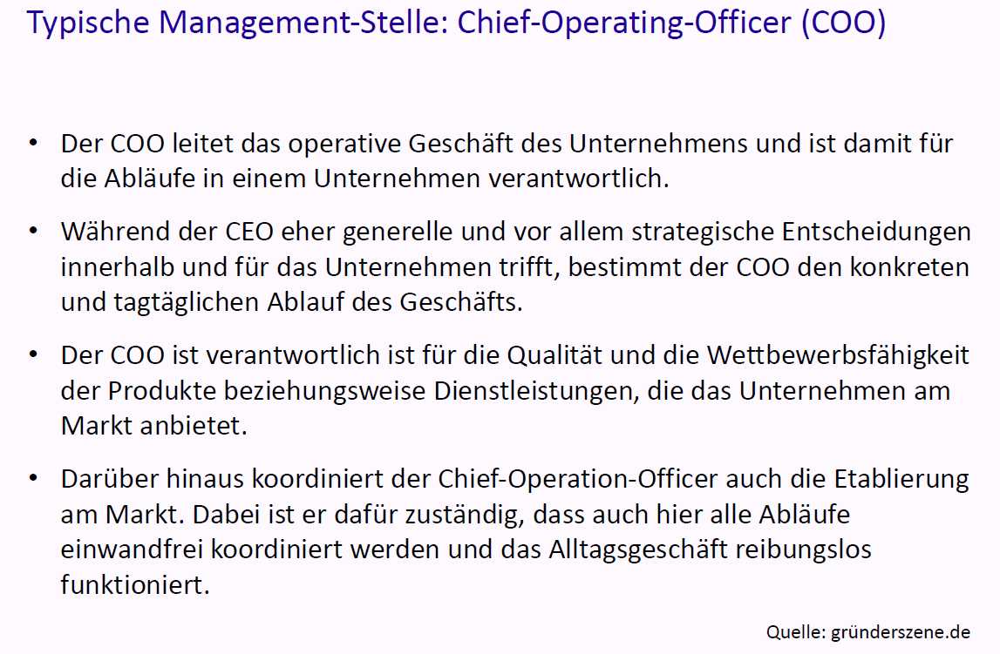 Typische Management-Stelle: Chief-Operating-Officer (COO)
• Der COO leitet das operative Geschäft des Unternehmens und ist damit für
die Abläufe in einem Unternehmen verantwortlich.
• Während der CEO eher generelle und vor allem strategische Entscheidungen
innerhalb und für das Unternehmen trifft, bestimmt der COO den konkreten
und tagtäglichen Ablauf des Geschäfts.
• Der COO ist verantwortlich ist für die Qualität und die Wettbewerbsfähigkeit
der Produkte beziehungsweise Dienstleistungen, die das Unternehmen am
Markt anbietet.
• Darüber hinaus koordiniert der Chief-Operation-Officer auch die Etablierung
am Markt. Dabei ist er dafür zuständig, dass auch hier alle Abläufe
einwandfrei koordiniert werden und das Alltagsgeschäft reibungslos
funktioniert.
Quelle: gründerszene.de